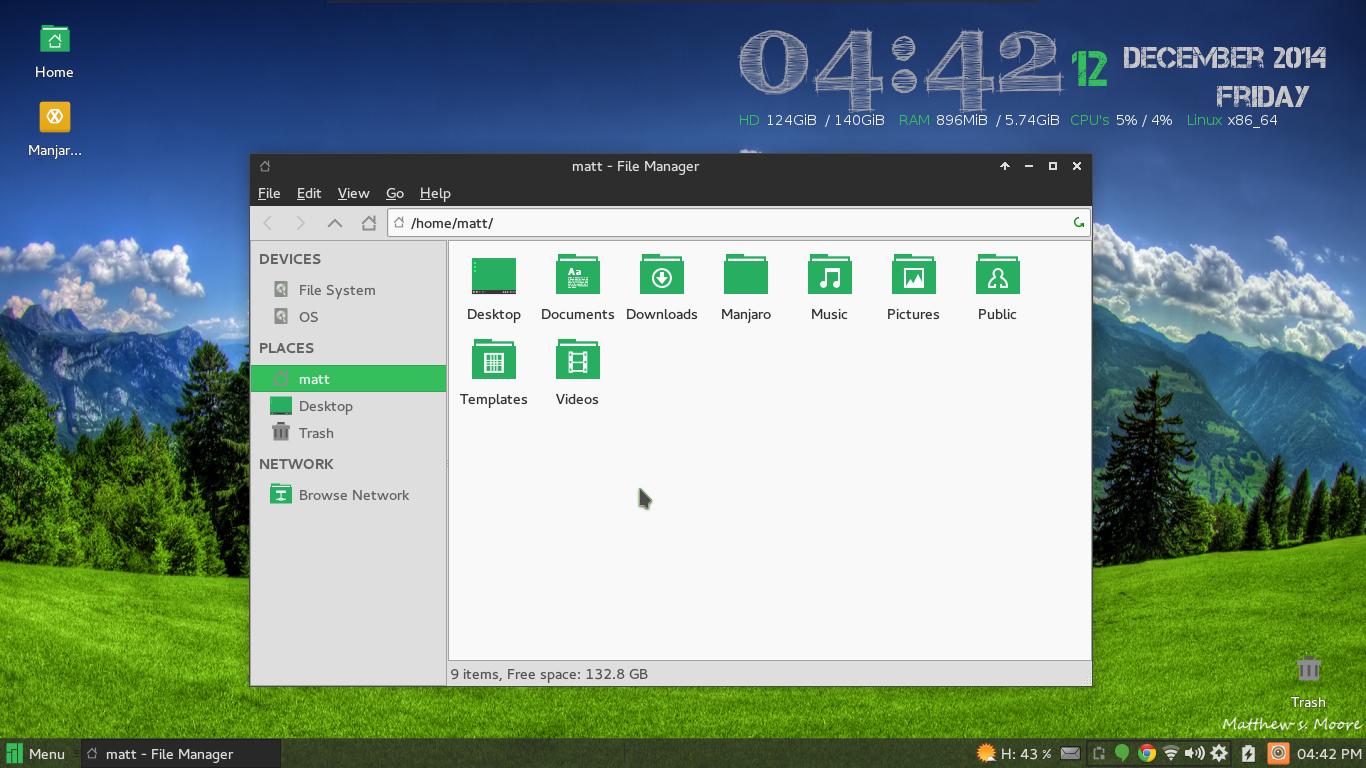 Home
Manjar...
04:42 12 DECEMBER 2014
FRIDAY
HD 124GiB / 140GiB RAM 896MiB / 5.74GiB CPU's 5% / 4% Linux x86_64
matt - File Manager
File Edit View Go Help
/home/matt/
DEVICES
File System
OS
PLACES
matt
Desktop
Trash
NETWORK
Browse Network
Desktop Documents Downloads Manjaro Music Pictures Public
Aa
Templates Videos
9 items, Free space: 132.8 GB
Trash
Matthew s. Moore
Menu matt - File Manager H: 43 % 04:42 PM